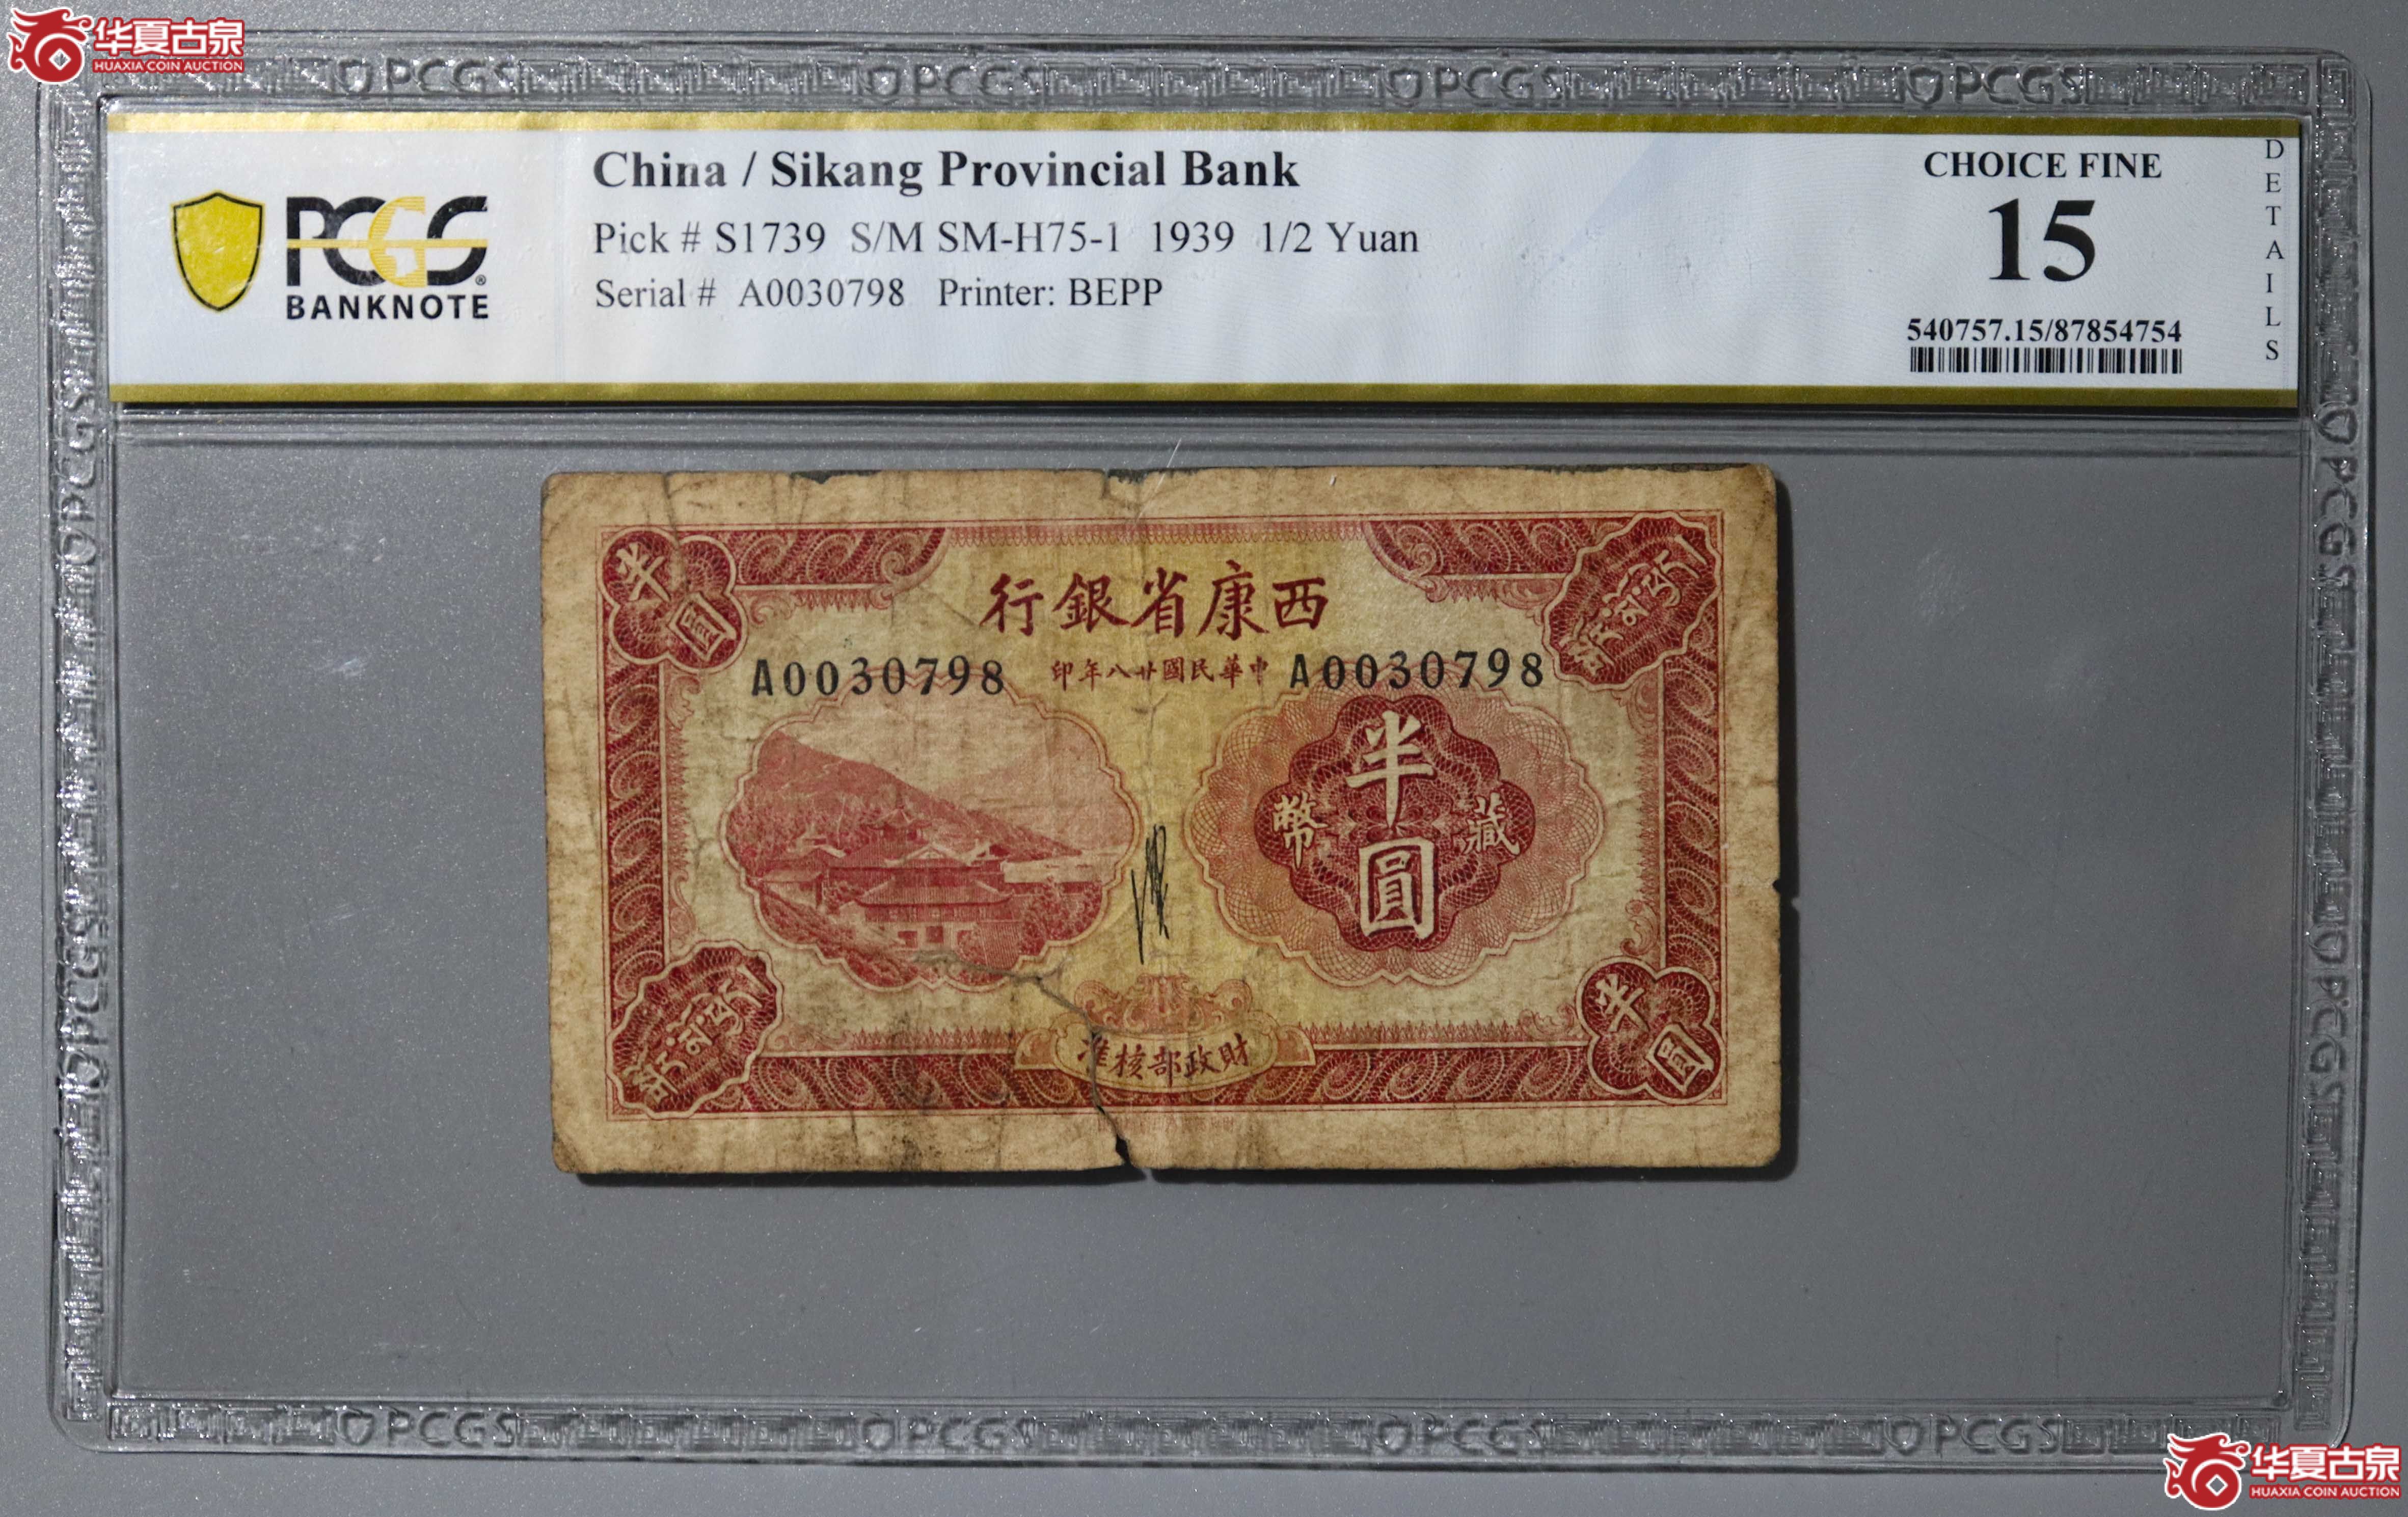 华夏古泉
HUAXIA COIN AUCTION
PCGS
BANKNOTE
China / Sikang Provincial Bank
Pick # S1739 S/M SM-H75-1 1939 1/2 Yuan
Serial # A0030798 Printer: BEPP
CHOICE FINE
15
540757.15/87854754
DETAILS
半圓
行銀省康西
A0030798
印年八廿國民華中
A0030798
半圓
幣藏
准核部政財
半圓
华夏古泉
HUAXIA COIN AUCTION